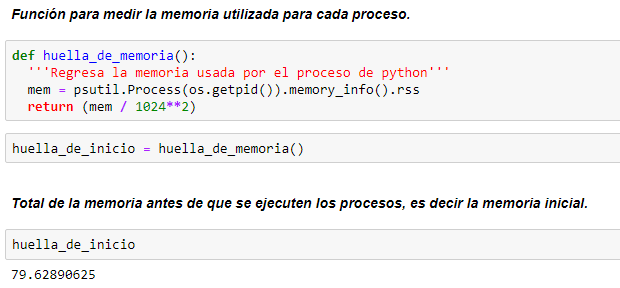 Función para medir la memoria utilizada para cada proceso.
def huella_de_memoria():
  '''Regresa la memoria usada por el proceso de python'''
  mem = psutil.Process(os.getpid()).memory_info().rss
  return (mem / 1024**2)
huella_de_inicio = huella_de_memoria()
Total de la memoria antes de que se ejecuten los procesos, es decir la memoria inicial.
huella_de_inicio
79.62890625